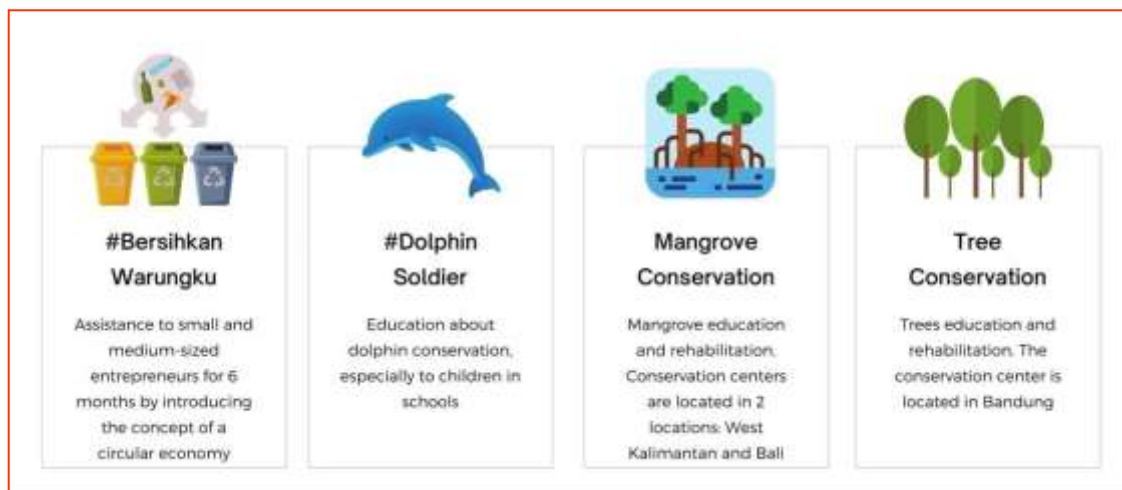 #Bersihkan
Warungku
Assistance to small and
medium-sized
entrepreneurs for 6
months by introducing
the concept of a
circular economy
#Dolphin
Soldier
Education about
dolphin conservation,
especially to children in
schools
Mangrove
Conservation
Mangrove education
and rehabilitation.
Conservation centers
are located in 2
locations: West
Kalimantan and Bali
Tree
Conservation
Trees education and
rehabilitation. The
conservation center is
located in Bandung